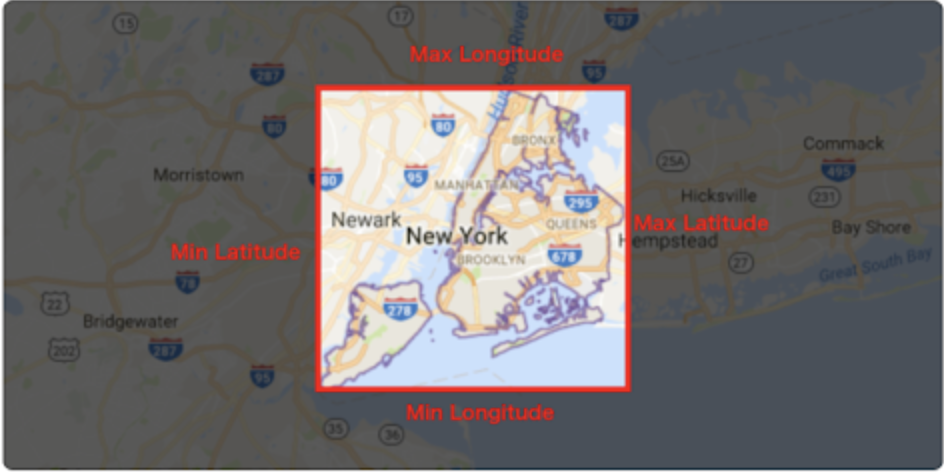 15
17
287
Hudson River
Max Longitude
95
287
80
80
BRONX
Commack
25A
495
Morristown
80
95
MANHATTAN
295
Hicksville
231
Newark
QUEENS
Max Latitude
Bay Shore
New York
Hempstead
Min Latitude
678
BROOKLYN
27
Great South Bay
78
22
278
Bridgewater
202
287
95
Min Longitude
35
36